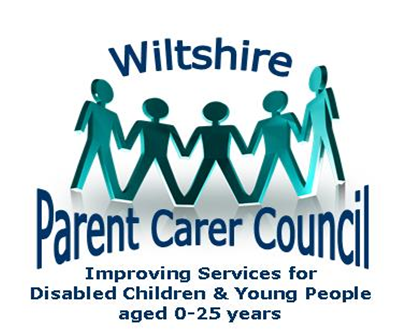 Wiltshire
Parent Carer Council
Improving Services for
Disabled Children & Young People
aged 0-25 years